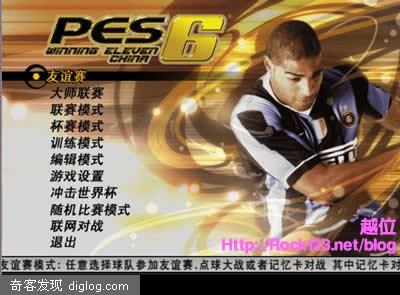 PES 6
WINNING ELEVEN
CHINA
友谊赛
大师联赛
联赛模式
杯赛模式
训练模式
编辑模式
游戏设置
冲击世界杯
随机比赛模式
联网对战
退出
越位
Http://Rock123.net/blog
友谊赛模式: 任意选择球队参加友谊赛、点球大战或者记忆卡对战 其中记忆卡
奇客发现 diglog.com